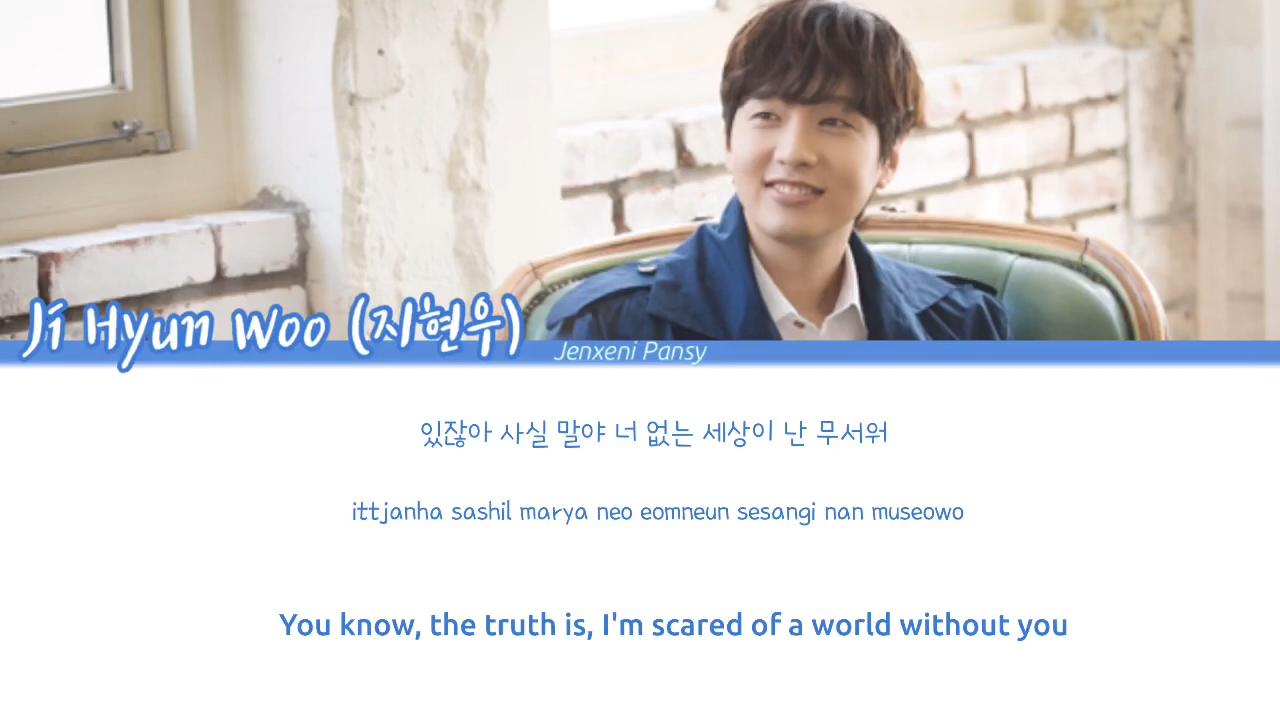 Ji Hyun Woo (지현우)
Jenxeni Pansy
있잖아 사실 말야 너 없는 세상이 난 무서워
ittjanha sashil marya neo eomneun sesangi nan museowo
You know, the truth is, I'm scared of a world without you